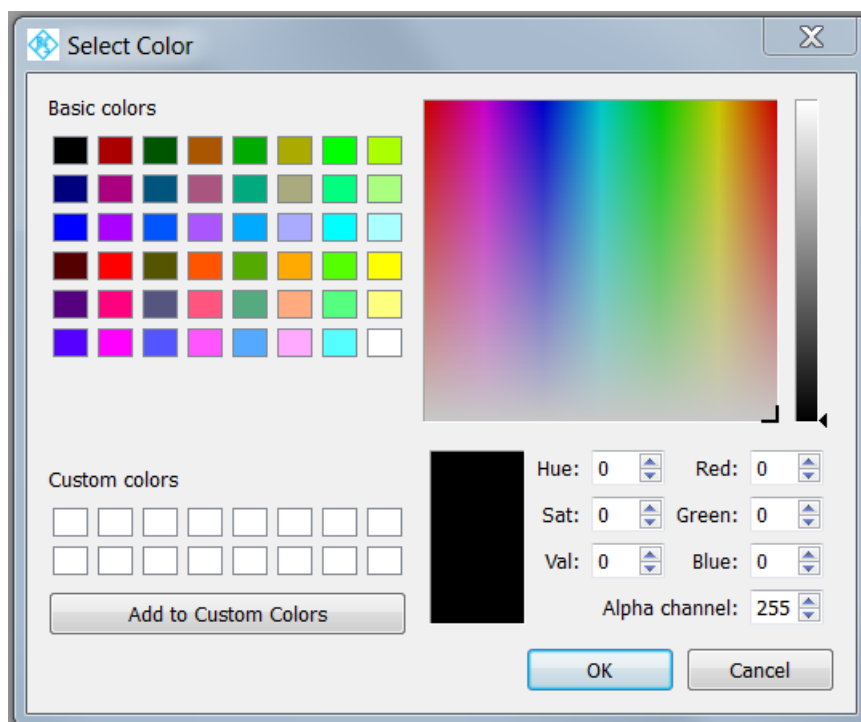 Select Color
Basic colors
Custom colors
Add to Custom Colors
Hue: 0 Red: 0
Sat: 0 Green: 0
Val: 0 Blue: 0
Alpha channel: 255
OK Cancel